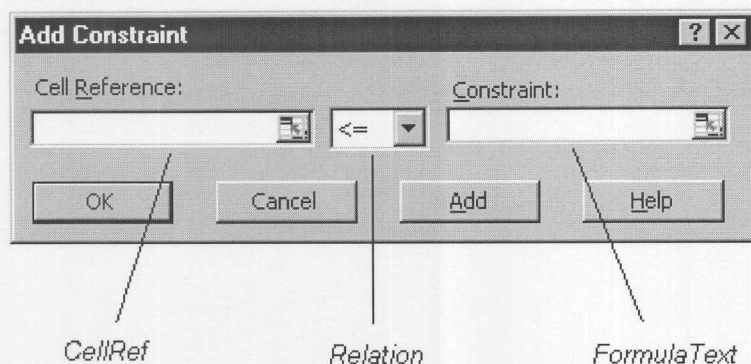 Add Constraint
Cell Reference: Constraint:
<=
OK Cancel Add Help
CellRef Relation FormulaText